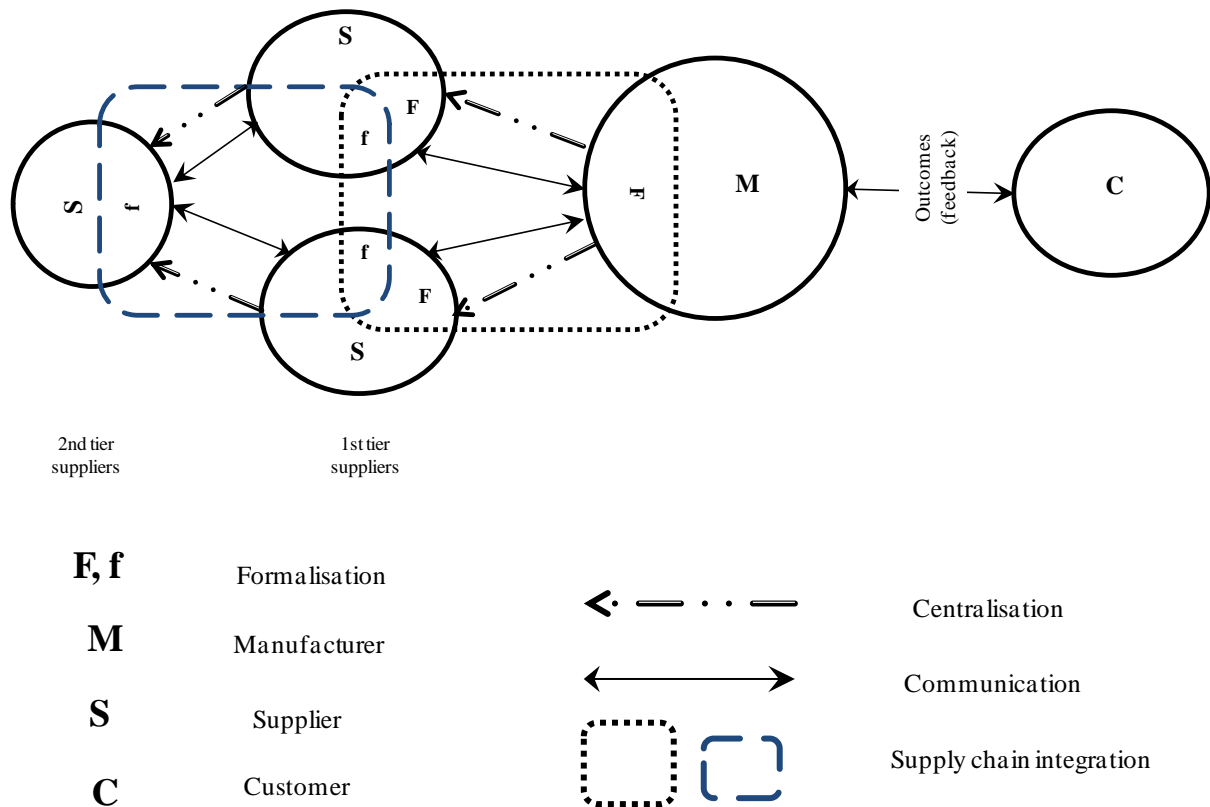 S
F
f
S
f
F
M
Outcomes
(feedback)
C
f
F
S
2nd tier
suppliers
1st tier
suppliers
F, f
Formalisation
M
Manufacturer
S
Supplier
C
Customer
Centralisation
Communication
Supply chain integration